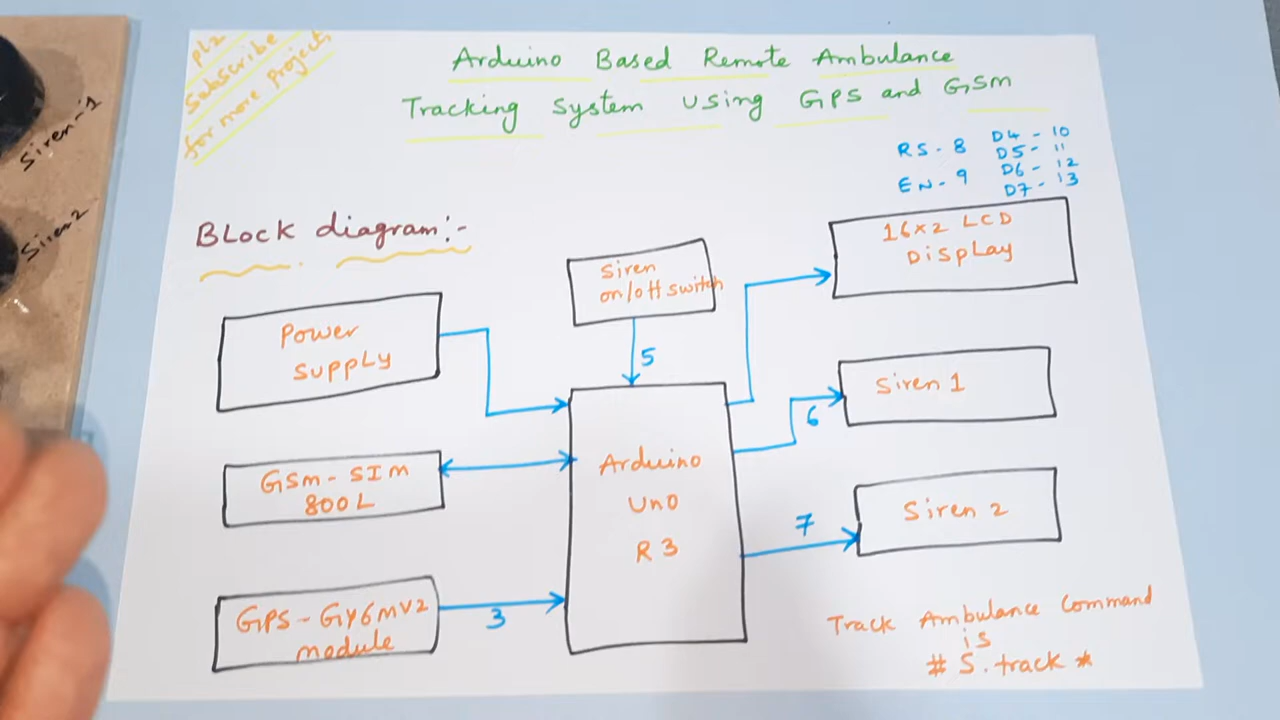 plz
Subscribe
for more project
Arduino Based Remote Ambulance
Tracking System using GPS and GSM
Siren-1
Siren2
RS - 8
EN - 9
D4 - 10
D5 - 11
D6 - 12
D7 - 13
Block diagram:-
16x2 LCD
Display
Siren
on/off switch
Power
Supply
5
Siren 1
6
GSM - SIM
800L
Arduino
UNO
R3
Siren 2
7
GPS - GY6MV2
module
3
Track Ambulance Command
is
# S.track *